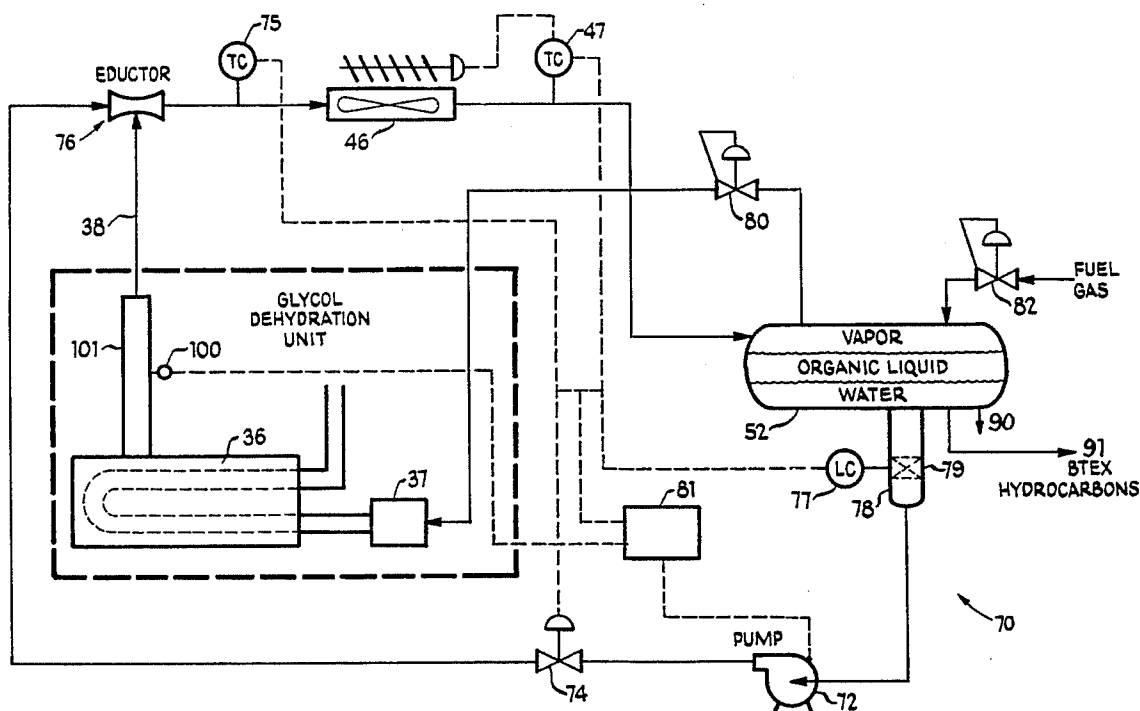 75
47
TC
TC
EDUCTOR
76
46
80
38
82
FUEL
GAS
GLYCOL
DEHYDRATION
UNIT
101
100
VAPOR
ORGANIC LIQUID
WATER
52
90
36
91
BTEX
HYDROCARBONS
LC
79
37
77
78
81
70
PUMP
74
72